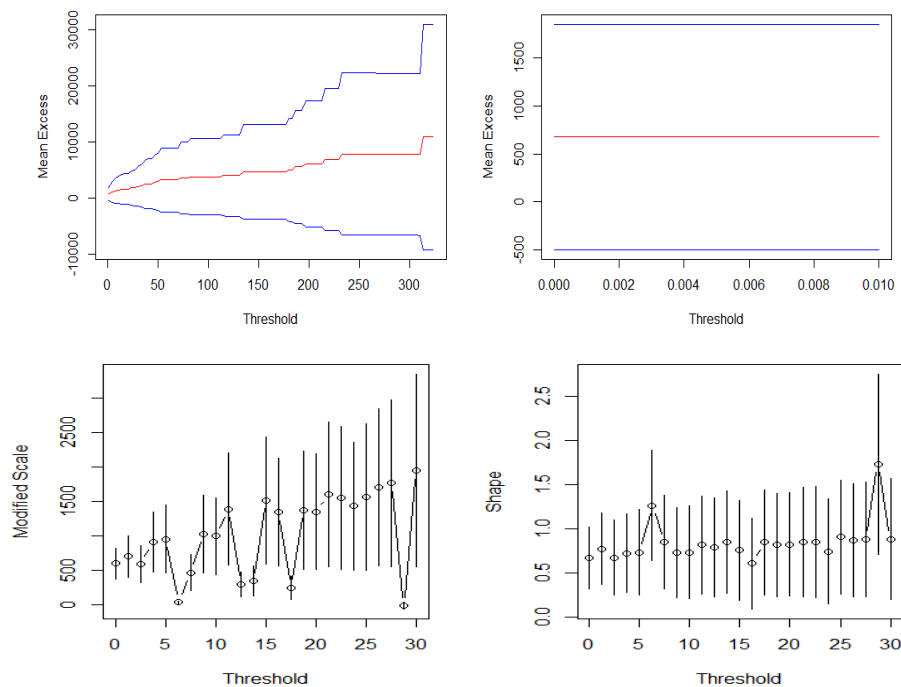 Mean Excess
-10000 0 10000 20000 30000
0 50 100 150 200 250 300
Threshold
Mean Excess
-500 0 500 1000 1500
0.000 0.002 0.004 0.006 0.008 0.010
Threshold
Modified Scale
0 500 1500 2500
0 5 10 15 20 25 30
Threshold
Shape
0.0 0.5 1.0 1.5 2.0 2.5
0 5 10 15 20 25 30
Threshold